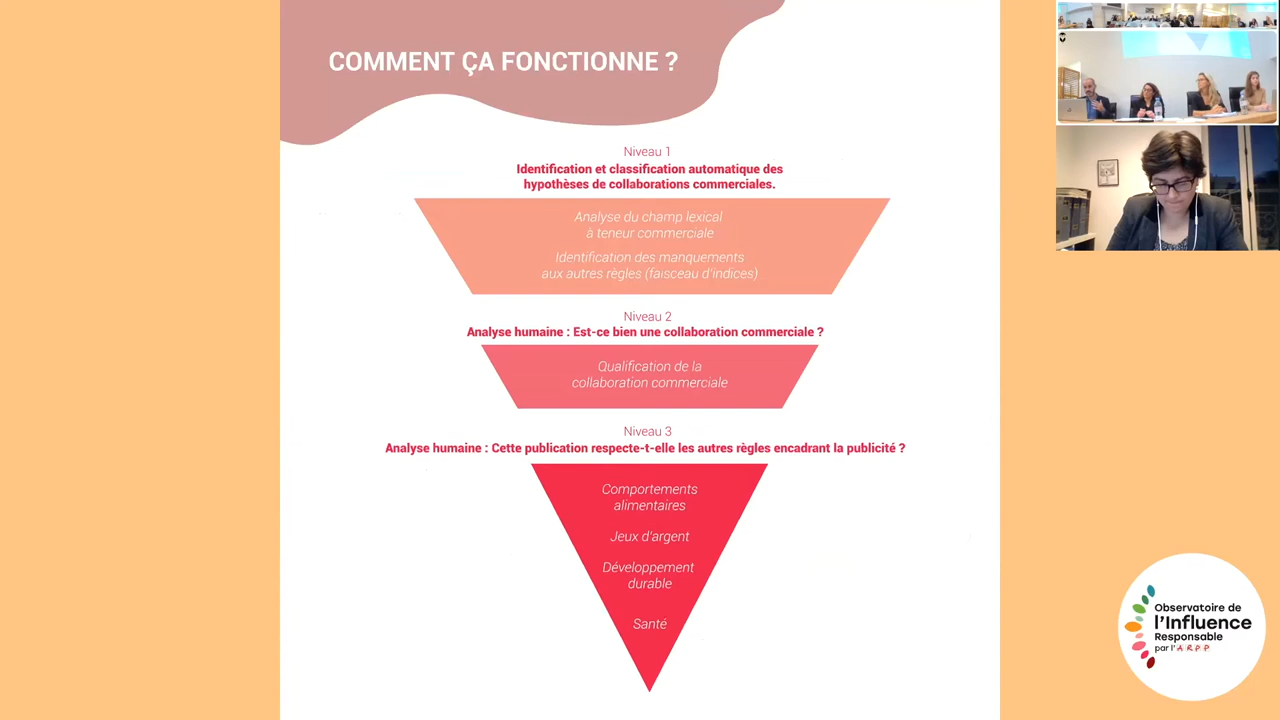 COMMENT ÇA FONCTIONNE ?
Niveau 1
Identification et classification automatique des
hypothèses de collaborations commerciales.
Analyse du champ lexical
à teneur commerciale
Identification des manquements
aux autres règles (faisceau d'indices)
Niveau 2
Analyse humaine : Est-ce bien une collaboration commerciale ?
Qualification de la
collaboration commerciale
Niveau 3
Analyse humaine : Cette publication respecte-t-elle les autres règles encadrant la publicité ?
Comportements
alimentaires
Jeux d'argent
Développement
durable
Santé
Observatoire de
l'Influence
Responsable
par l'ARPP